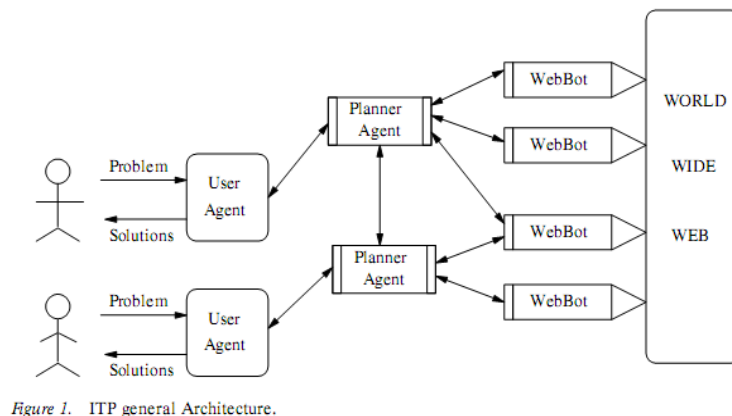 WebBot
Planner
Agent
WORLD
WebBot
Problem
User
Agent
WIDE
Solutions
WebBot
WEB
Planner
Agent
Problem
WebBot
User
Agent
Solutions
Figure 1. ITP general Architecture.